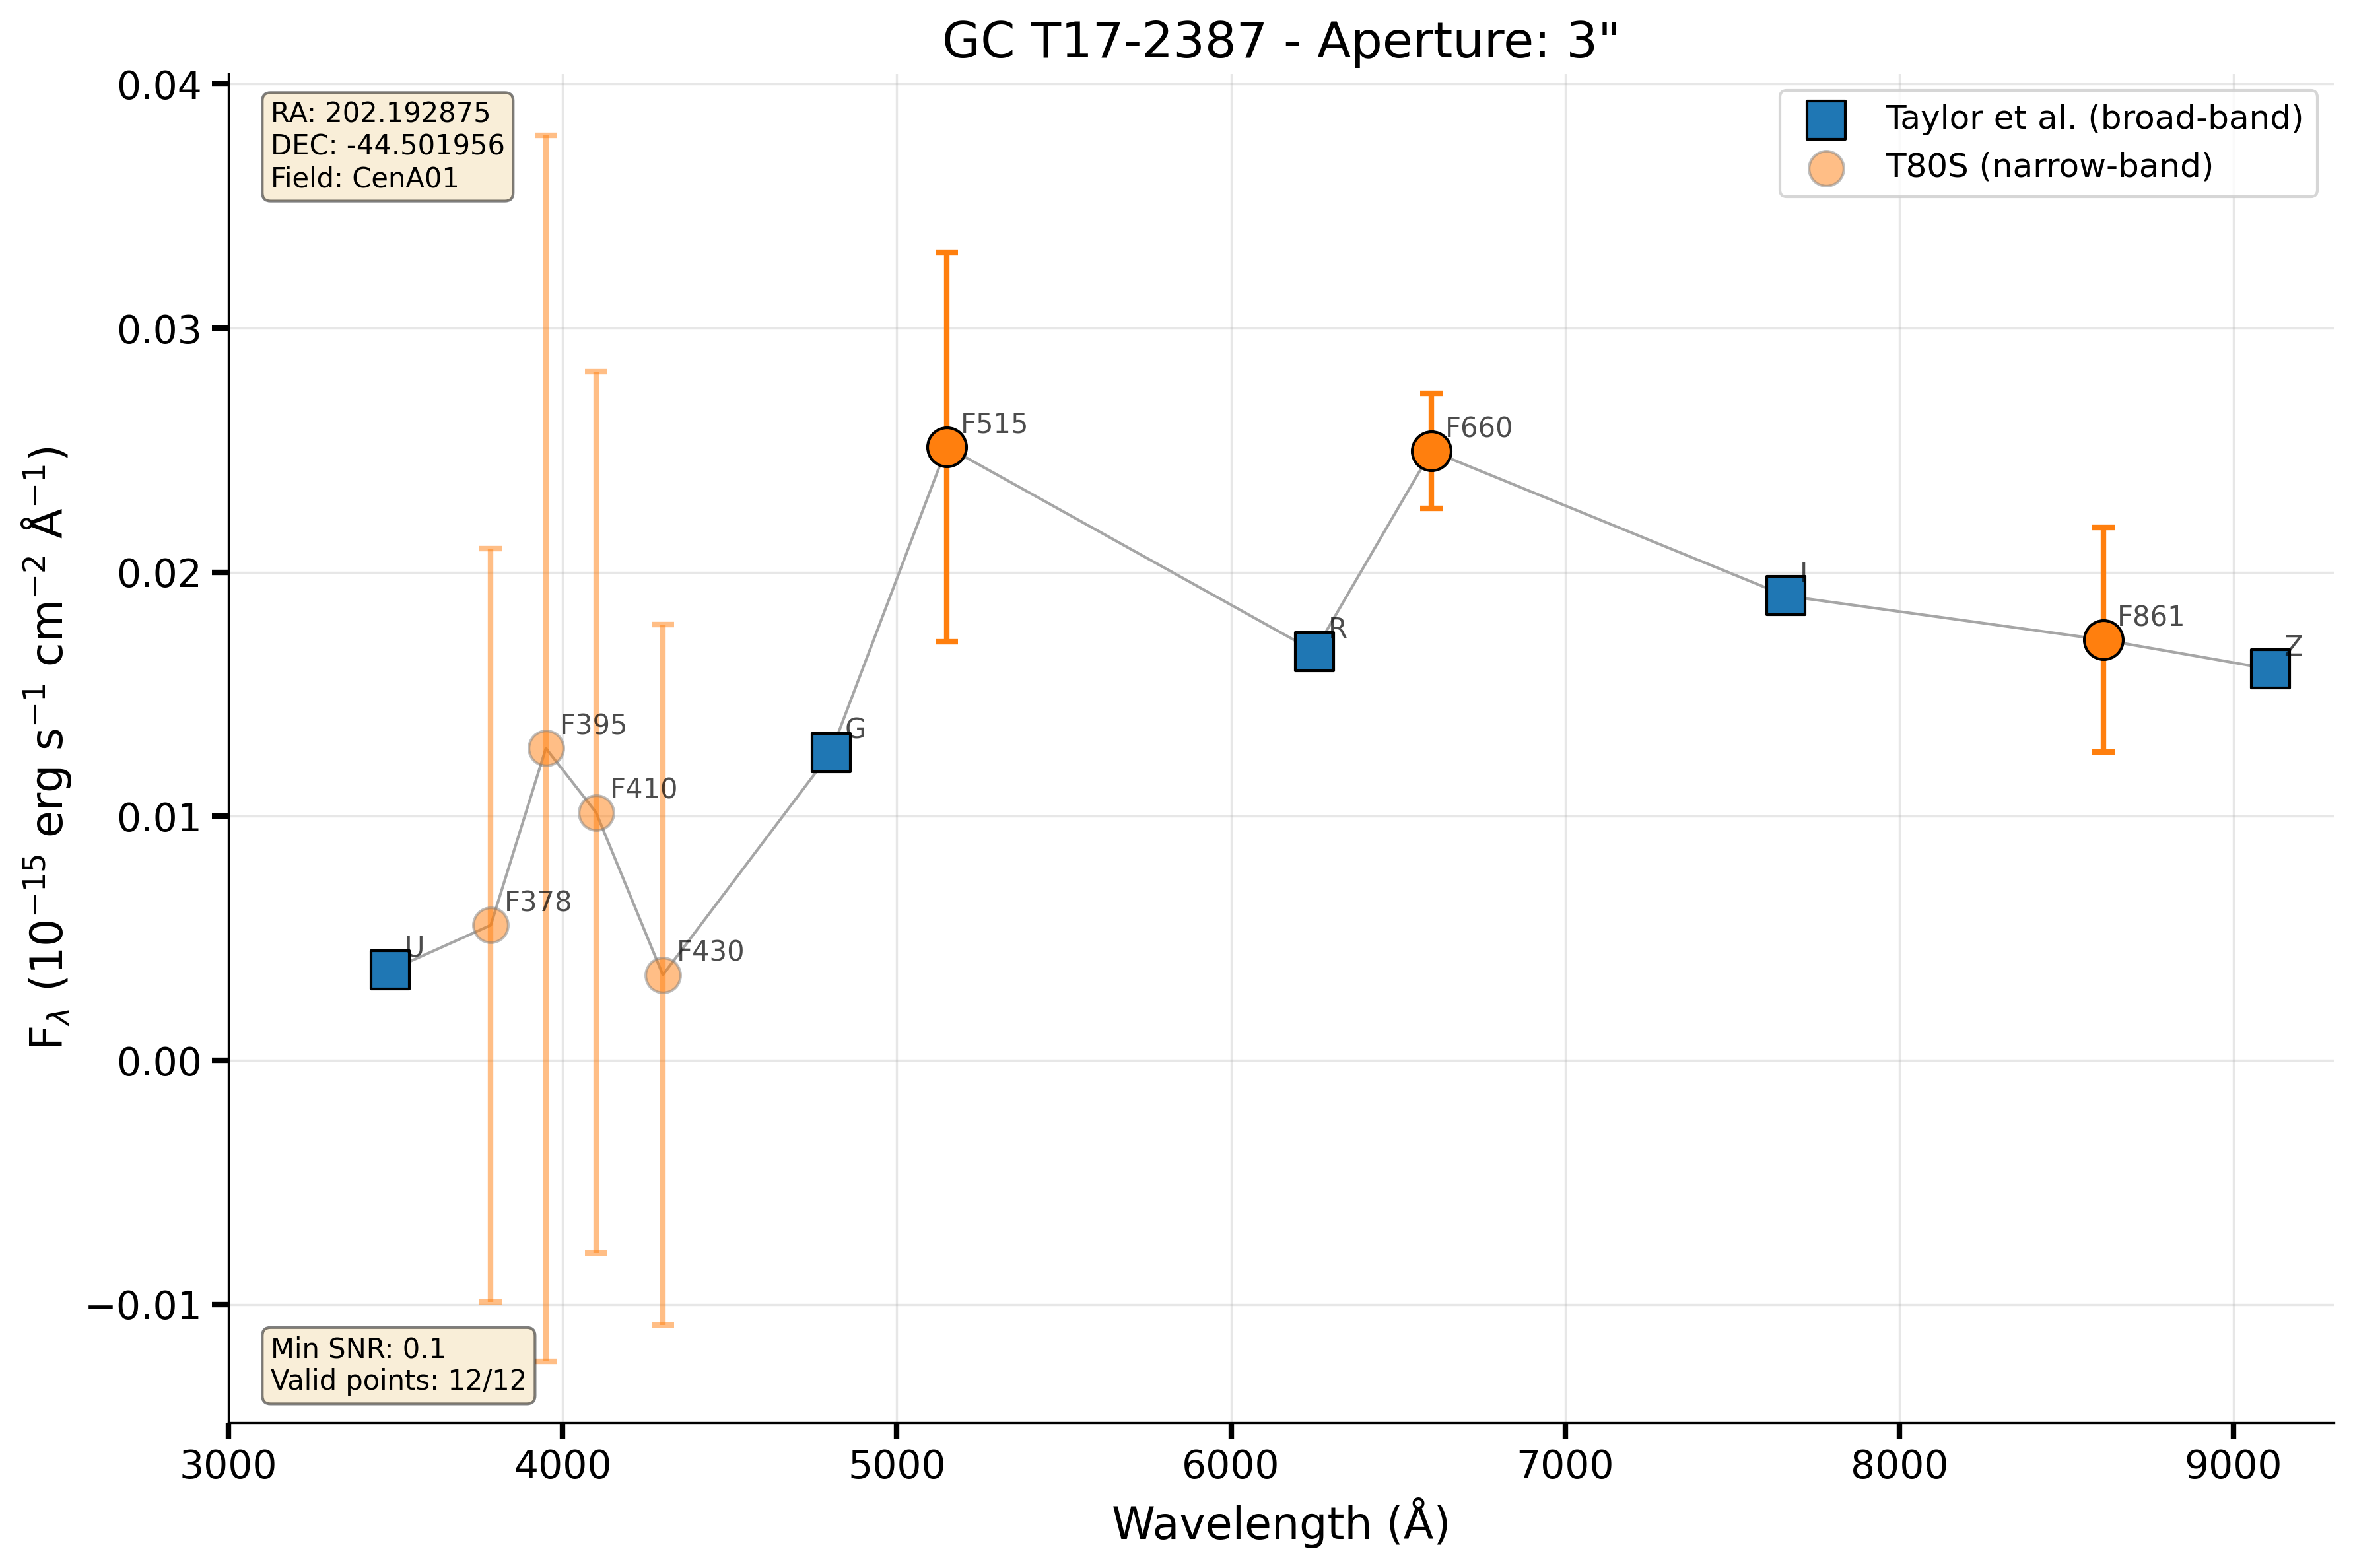 GC T17-2387 - Aperture: 3"
RA: 202.192875
DEC: -44.501956
Field: CenA01
Taylor et al. (broad-band)
T80S (narrow-band)
0.04
0.03
0.02
0.01
0.00
−0.01
F_λ (10⁻¹⁵ erg s⁻¹ cm⁻² Å⁻¹)
U
F378
F395
F410
F430
G
F515
R
F660
I
F861
Z
Min SNR: 0.1
Valid points: 12/12
3000 4000 5000 6000 7000 8000 9000
Wavelength (Å)